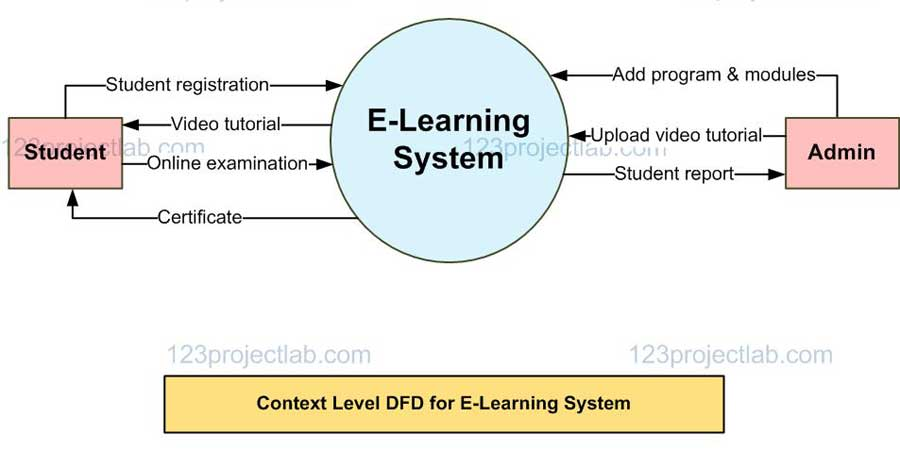 Student registration
Add program & modules
E-Learning
System
Video tutorial
Upload video tutorial
123projectlab.com
123projectlab.com
Student
Admin
Online examination
Student report
Certificate
123projectlab.com
123projectlab.com
Context Level DFD for E-Learning System